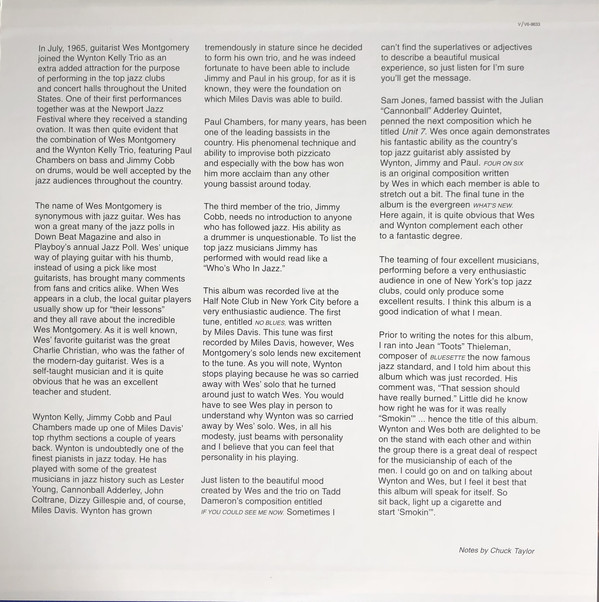 V/V6-8633
In July, 1965, guitarist Wes Montgomery
joined the Wynton Kelly Trio as an
extra added attraction for the purpose
of performing in the top jazz clubs
and concert halls throughout the United
States. One of their first performances
together was at the Newport Jazz
Festival where they received a standing
ovation. It was then quite evident that
the combination of Wes Montgomery
and the Wynton Kelly Trio, featuring Paul
Chambers on bass and Jimmy Cobb
on drums, would be well accepted by the
jazz audiences throughout the country.
The name of Wes Montgomery is
synonymous with jazz guitar. Wes has
won a great many of the jazz polls in
Down Beat Magazine and also in
Playboy's annual Jazz Poll. Wes' unique
way of playing guitar with his thumb,
instead of using a pick like most
guitarists, has brought many comments
from fans and critics alike. When Wes
appears in a club, the local guitar players
usually show up for "their lessons"
and they all rave about the incredible
Wes Montgomery. As it is well known,
Wes' favorite guitarist was the great
Charlie Christian, who was the father of
the modern-day guitarist. Wes is a
self-taught musician and it is quite
obvious that he was an excellent
teacher and student.
Wynton Kelly, Jimmy Cobb and Paul
Chambers made up one of Miles Davis'
top rhythm sections a couple of years
back. Wynton is undoubtedly one of the
finest pianists in jazz today. He has
played with some of the greatest
musicians in jazz history such as Lester
Young, Cannonball Adderley, John
Coltrane, Dizzy Gillespie and, of course,
Miles Davis. Wynton has grown
tremendously in stature since he decided
to form his own trio, and he was indeed
fortunate to have been able to include
Jimmy and Paul in his group, for as it is
known, they were the foundation on
which Miles Davis was able to build.
Paul Chambers, for many years, has been
one of the leading bassists in the
country. His phenomenal technique and
ability to improvise both pizzicato
and especially with the bow has won
him more acclaim than any other
young bassist around today.
The third member of the trio, Jimmy
Cobb, needs no introduction to anyone
who has followed jazz. His ability as
a drummer is unquestionable. To list the
top jazz musicians Jimmy has
performed with would read like a
"Who's Who In Jazz."
This album was recorded live at the
Half Note Club in New York City before a
very enthusiastic audience. The first
tune, entitled NO BLUES, was written
by Miles Davis. This tune was first
recorded by Miles Davis, however, Wes
Montgomery's solo lends new excitement
to the tune. As you will note, Wynton
stops playing because he was so carried
away with Wes' solo that he turned
around just to watch Wes. You would
have to see Wes play in person to
understand why Wynton was so carried
away by Wes' solo. Wes, in all his
modesty, just beams with personality
and I believe that you can feel that
personality in his playing.
Just listen to the beautiful mood
created by Wes and the trio on Tadd
Dameron's composition entitled
IF YOU COULD SEE ME NOW. Sometimes I
can't find the superlatives or adjectives
to describe a beautiful musical
experience, so just listen for I'm sure
you'll get the message.
Sam Jones, famed bassist with the Julian
"Cannonball" Adderley Quintet,
penned the next composition which he
titled Unit 7. Wes once again demonstrates
his fantastic ability as the country's
top jazz guitarist ably assisted by
Wynton, Jimmy and Paul. FOUR ON SIX
is an original composition written
by Wes in which each member is able to
stretch out a bit. The final tune in the
album is the evergreen WHAT'S NEW.
Here again, it is quite obvious that Wes
and Wynton complement each other
to a fantastic degree.
The teaming of four excellent musicians,
performing before a very enthusiastic
audience in one of New York's top jazz
clubs, could only produce some
excellent results. I think this album is a
good indication of what I mean.
Prior to writing the notes for this album,
I ran into Jean "Toots" Thieleman,
composer of BLUESETTE the now famous
jazz standard, and I told him about this
album which was just recorded. His
comment was, "That session should
have really burned." Little did he know
how right he was for it was really
"Smokin'" ... hence the title of this album.
Wynton and Wes both are delighted to be
on the stand with each other and within
the group there is a great deal of respect
for the musicianship of each of the
men. I could go on and on talking about
Wynton and Wes, but I feel it best that
this album will speak for itself. So
sit back, light up a cigarette and
start 'Smokin'".
Notes by Chuck Taylor